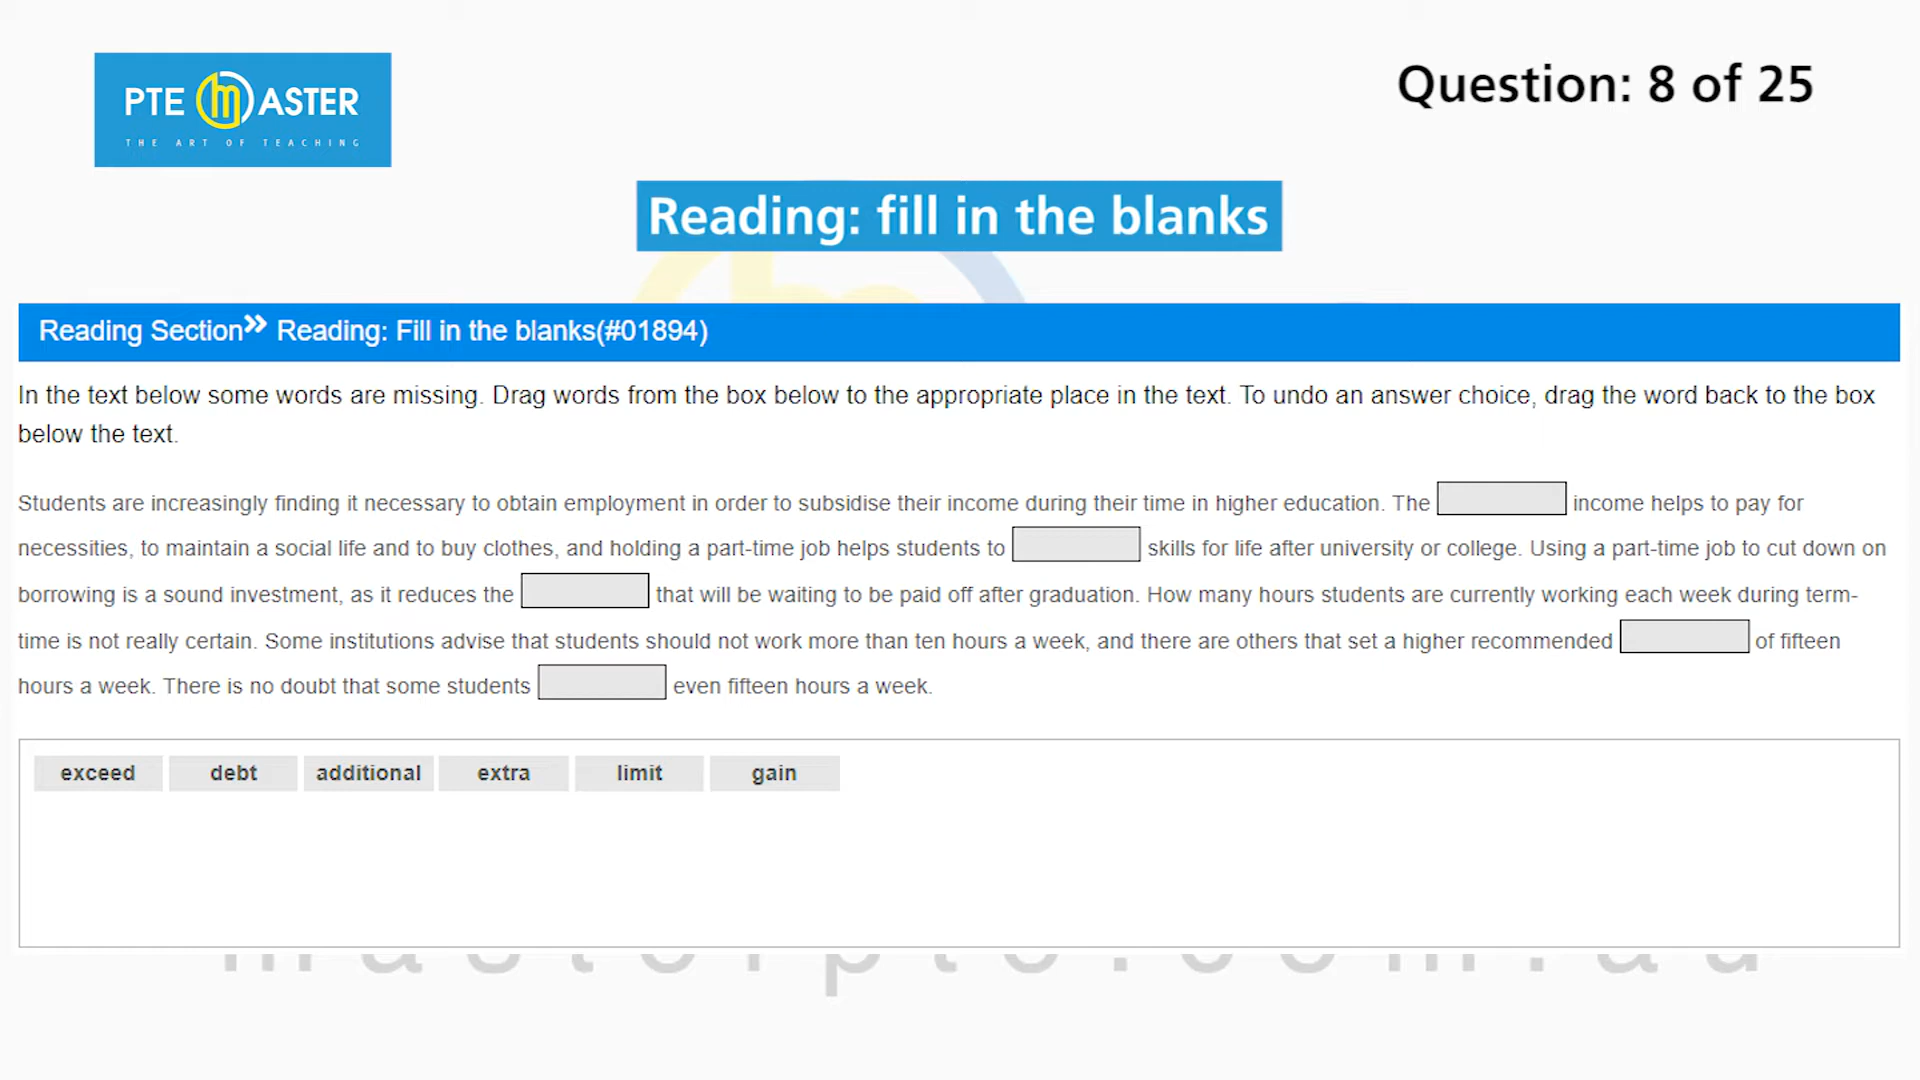 PTE MASTER
THE ART OF TEACHING
Question: 8 of 25
Reading: fill in the blanks
Reading Section» Reading: Fill in the blanks(#01894)
In the text below some words are missing. Drag words from the box below to the appropriate place in the text. To undo an answer choice, drag the word back to the box
below the text.
Students are increasingly finding it necessary to obtain employment in order to subsidise their income during their time in higher education. The income helps to pay for
necessities, to maintain a social life and to buy clothes, and holding a part-time job helps students to skills for life after university or college. Using a part-time job to cut down on
borrowing is a sound investment, as it reduces the that will be waiting to be paid off after graduation. How many hours students are currently working each week during term-
time is not really certain. Some institutions advise that students should not work more than ten hours a week, and there are others that set a higher recommended of fifteen
hours a week. There is no doubt that some students even fifteen hours a week.
exceed debt additional extra limit gain
masterpte.com.au